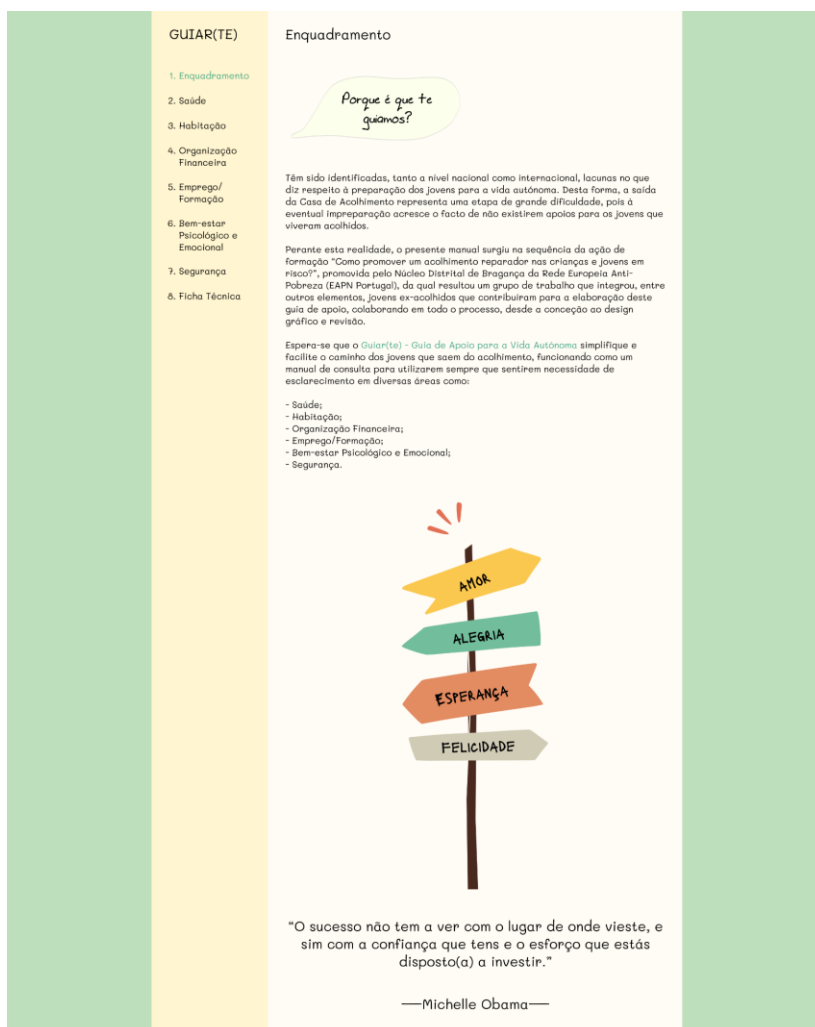 GUIAR(TE)
1. Enquadramento
2. Saúde
3. Habitação
4. Organização
Financeira
5. Emprego/
Formação
6. Bem-estar
Psicológico e
Emocional
7. Segurança
8. Ficha Técnica
Enquadramento
Porque é que te
guiamos?
Têm sido identificadas, tanto a nível nacional como internacional, lacunas no que
diz respeito à preparação dos jovens para a vida autónoma. Desta forma, a saída
da Casa de Acolhimento representa uma etapa de grande dificuldade, pois à
eventual impreparação acresce o facto de não existirem apoios para os jovens que
viveram acolhidos.
Perante esta realidade, o presente manual surgiu na sequência da ação de
formação "Como promover um acolhimento reparador nas crianças e jovens em
risco?", promovida pelo Núcleo Distrital de Bragança da Rede Europeia Anti-
Pobreza (EAPN Portugal), da qual resultou um grupo de trabalho que integrou, entre
outros elementos, jovens ex-acolhidos que contribuíram para a elaboração deste
guia de apoio, colaborando em todo o processo, desde a conceção ao design
gráfico e revisão.
Espera-se que o Guiar(te) - Guia de Apoio para a Vida Autónoma simplifique e
facilite o caminho dos jovens que saem do acolhimento, funcionando como um
manual de consulta para utilizarem sempre que sentirem necessidade de
esclarecimento em diversas áreas como:
- Saúde;
- Habitação;
- Organização Financeira;
- Emprego/Formação;
- Bem-estar Psicológico e Emocional;
- Segurança.
AMOR
ALEGRIA
ESPERANÇA
FELICIDADE
"O sucesso não tem a ver com o lugar de onde vieste, e
sim com a confiança que tens e o esforço que estás
disposto(a) a investir."
—Michelle Obama—